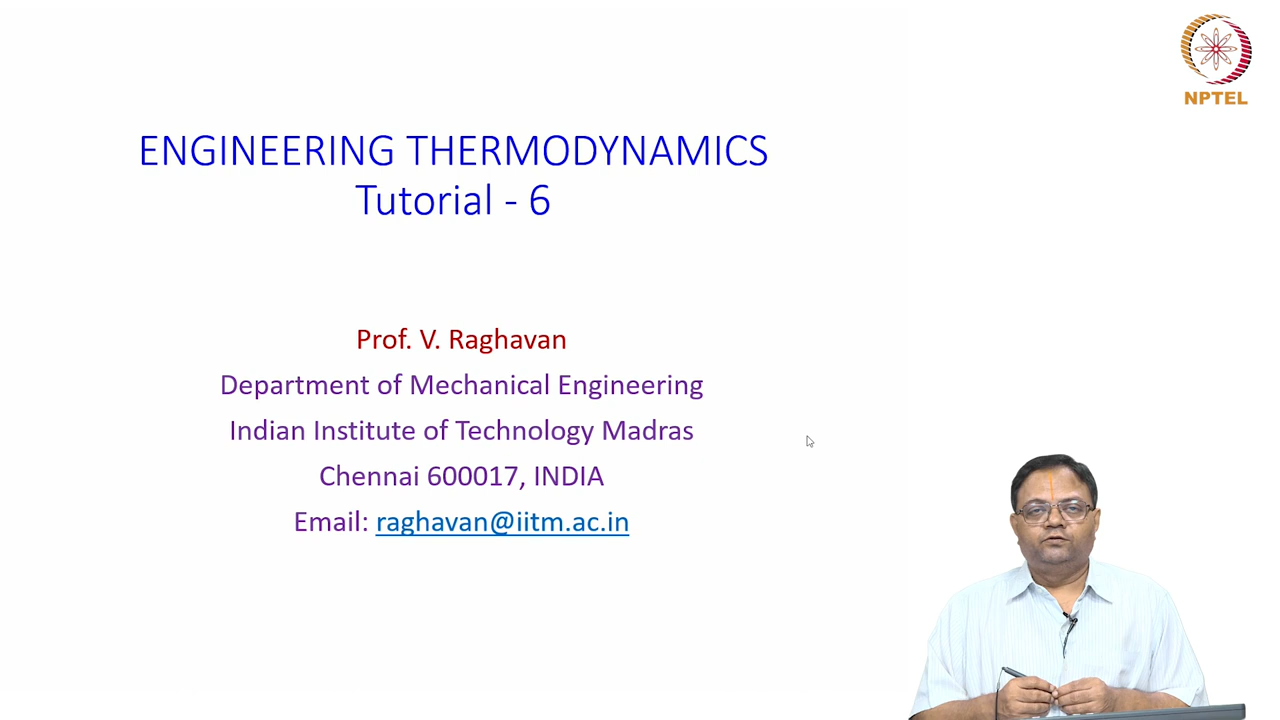 NPTEL
ENGINEERING THERMODYNAMICS
Tutorial - 6
Prof. V. Raghavan
Department of Mechanical Engineering
Indian Institute of Technology Madras
Chennai 600017, INDIA
Email: raghavan@iitm.ac.in